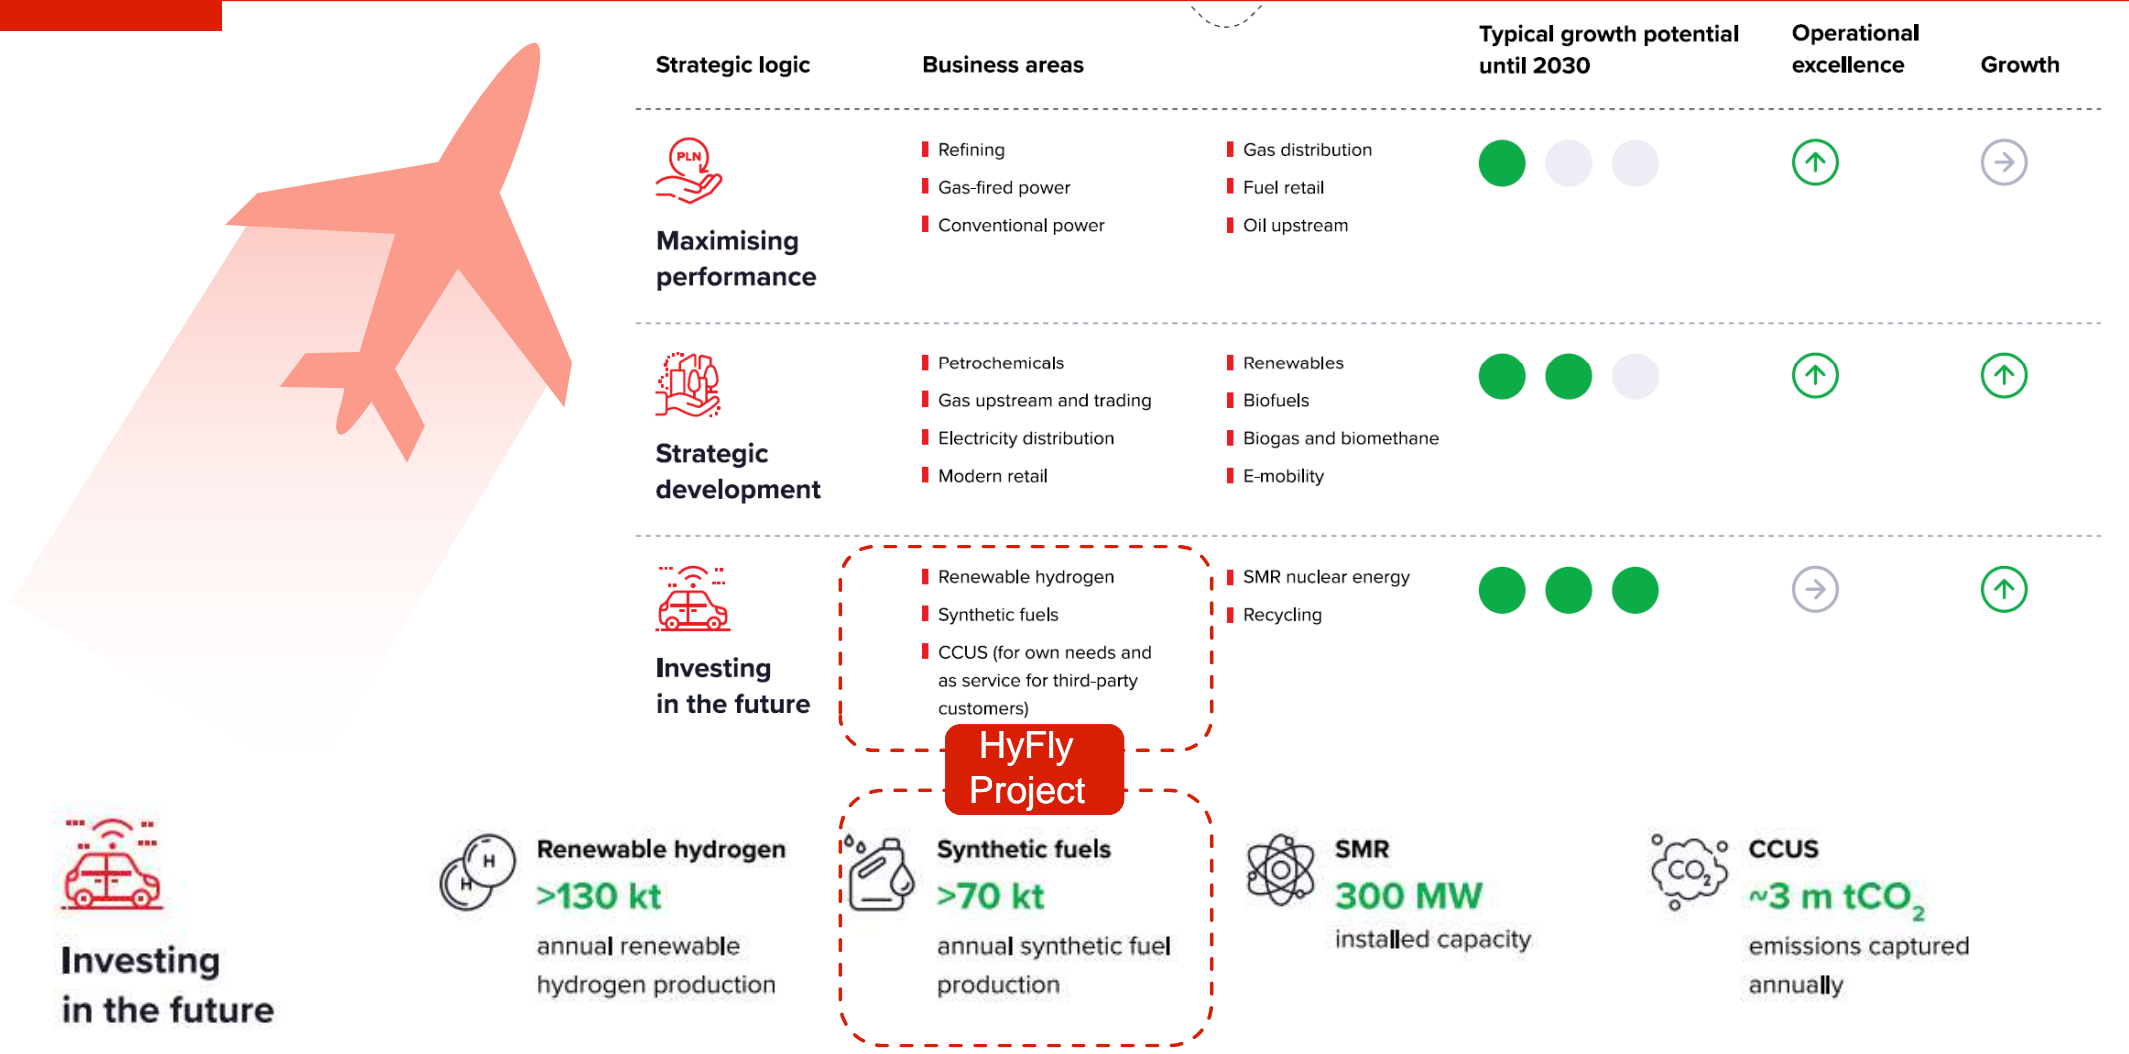 Strategic logic
Business areas
Typical growth potential
until 2030
Operational
excellence
Growth
PLN
Maximising
performance
Refining
Gas-fired power
Conventional power
Gas distribution
Fuel retail
Oil upstream
Strategic
development
Petrochemicals
Gas upstream and trading
Electricity distribution
Modern retail
Renewables
Biofuels
Biogas and biomethane
E-mobility
Investing
in the future
Renewable hydrogen
Synthetic fuels
CCUS (for own needs and
as service for third-party
customers)
SMR nuclear energy
Recycling
HyFly
Project
Investing
in the future
H
H
Renewable hydrogen
>130 kt
annual renewable
hydrogen production
Synthetic fuels
>70 kt
annual synthetic fuel
production
SMR
300 MW
installed capacity
CO₂
CCUS
~3 m tCO₂
emissions captured
annually